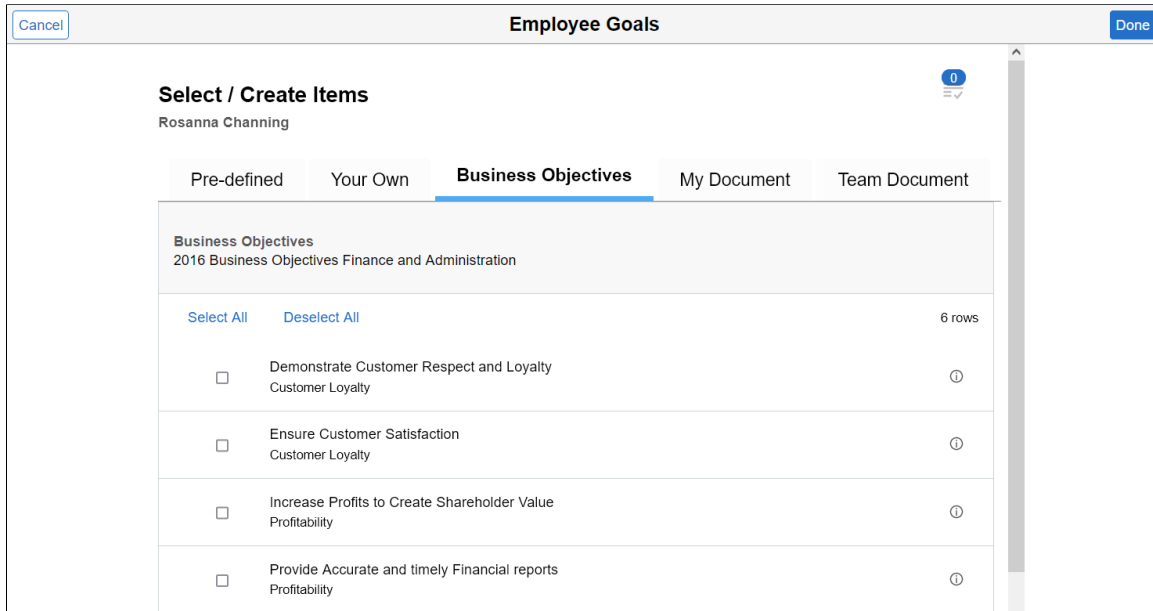 Cancel
Employee Goals
Done
0
Select / Create Items
Rosanna Channing
Pre-defined
Your Own
Business Objectives
My Document
Team Document
Business Objectives
2016 Business Objectives Finance and Administration
Select All
Deselect All
6 rows
Demonstrate Customer Respect and Loyalty
Customer Loyalty
Ensure Customer Satisfaction
Customer Loyalty
Increase Profits to Create Shareholder Value
Profitability
Provide Accurate and timely Financial reports
Profitability